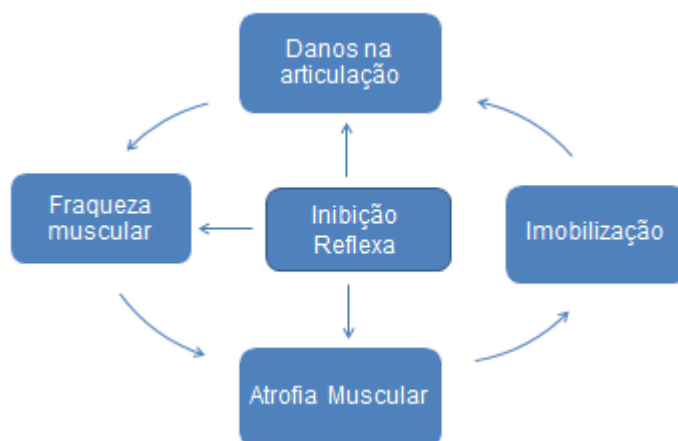 Danos na
articulação
Fraqueza
muscular
Inibição
Reflexa
Imobilização
Atrofia Muscular